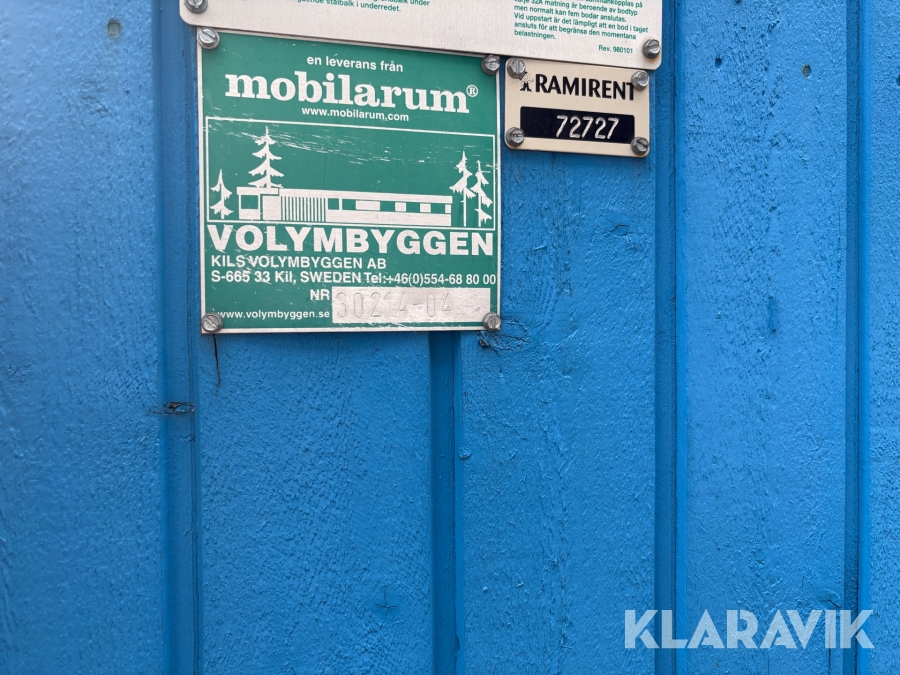 stålbalk i underredet.
men normalt kan fem bodar anslutas.
Vid uppstart är det lämpligt att en bod i taget
ansluts för att begränsa den momentana
belastningen.
Rev. 980101
en leverans från
mobilarum®
www.mobilarum.com
RAMIRENT
72727
VOLYMBYGGEN
KILS VOLYMBYGGEN AB
S-665 33 Kil, SWEDEN Tel:+46(0)554-68 80 00
NR
www.volymbyggen.se
KLARAVIK